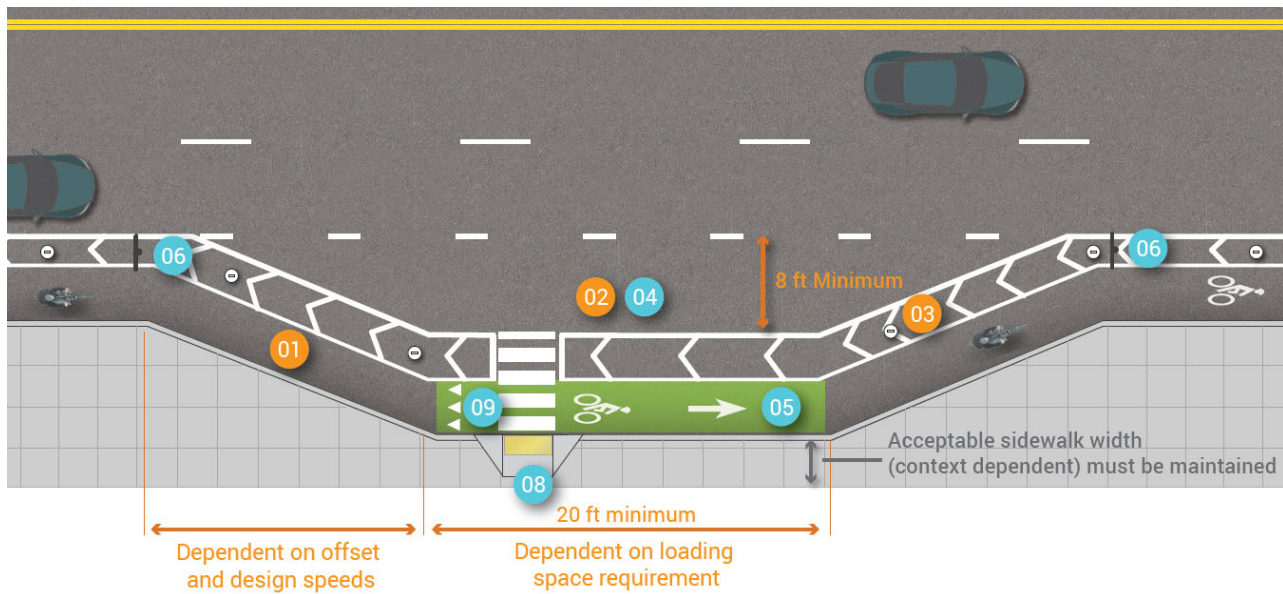 06
06
8 ft Minimum
02
04
03
01
09
05
Acceptable sidewalk width
(context dependent) must be maintained
08
20 ft minimum
Dependent on offset
and design speeds
Dependent on loading
space requirement